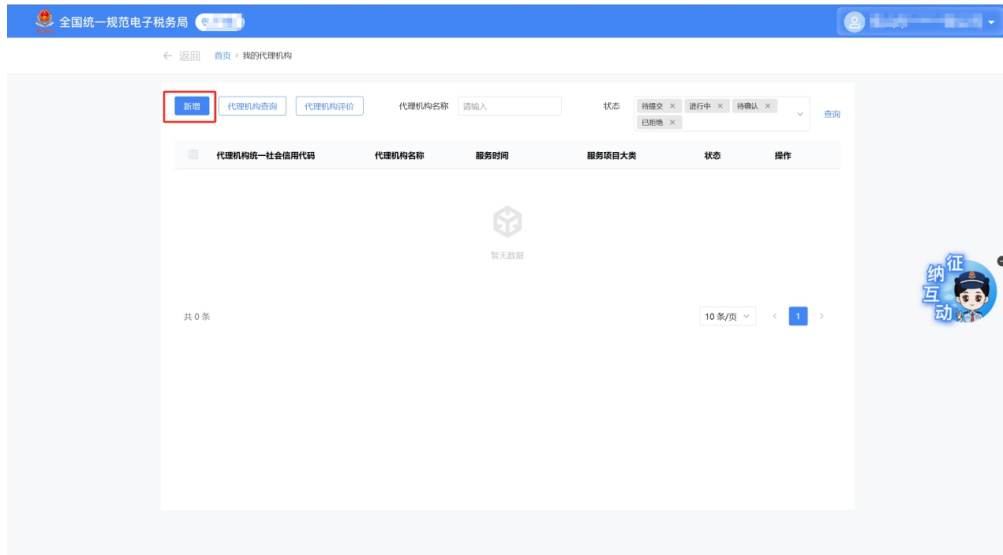 全国统一规范电子税务局
← 返回 首页 > 我的代理机构
新增 代理机构查询 代理机构评价 代理机构名称 请输入 状态 待提交 × 进行中 × 待确认 × 查询
已拒绝 ×
代理机构统一社会信用代码 代理机构名称 服务时间 服务项目大类 状态 操作
暂无数据
征纳互动
共 0 条 10 条/页 < 1 >